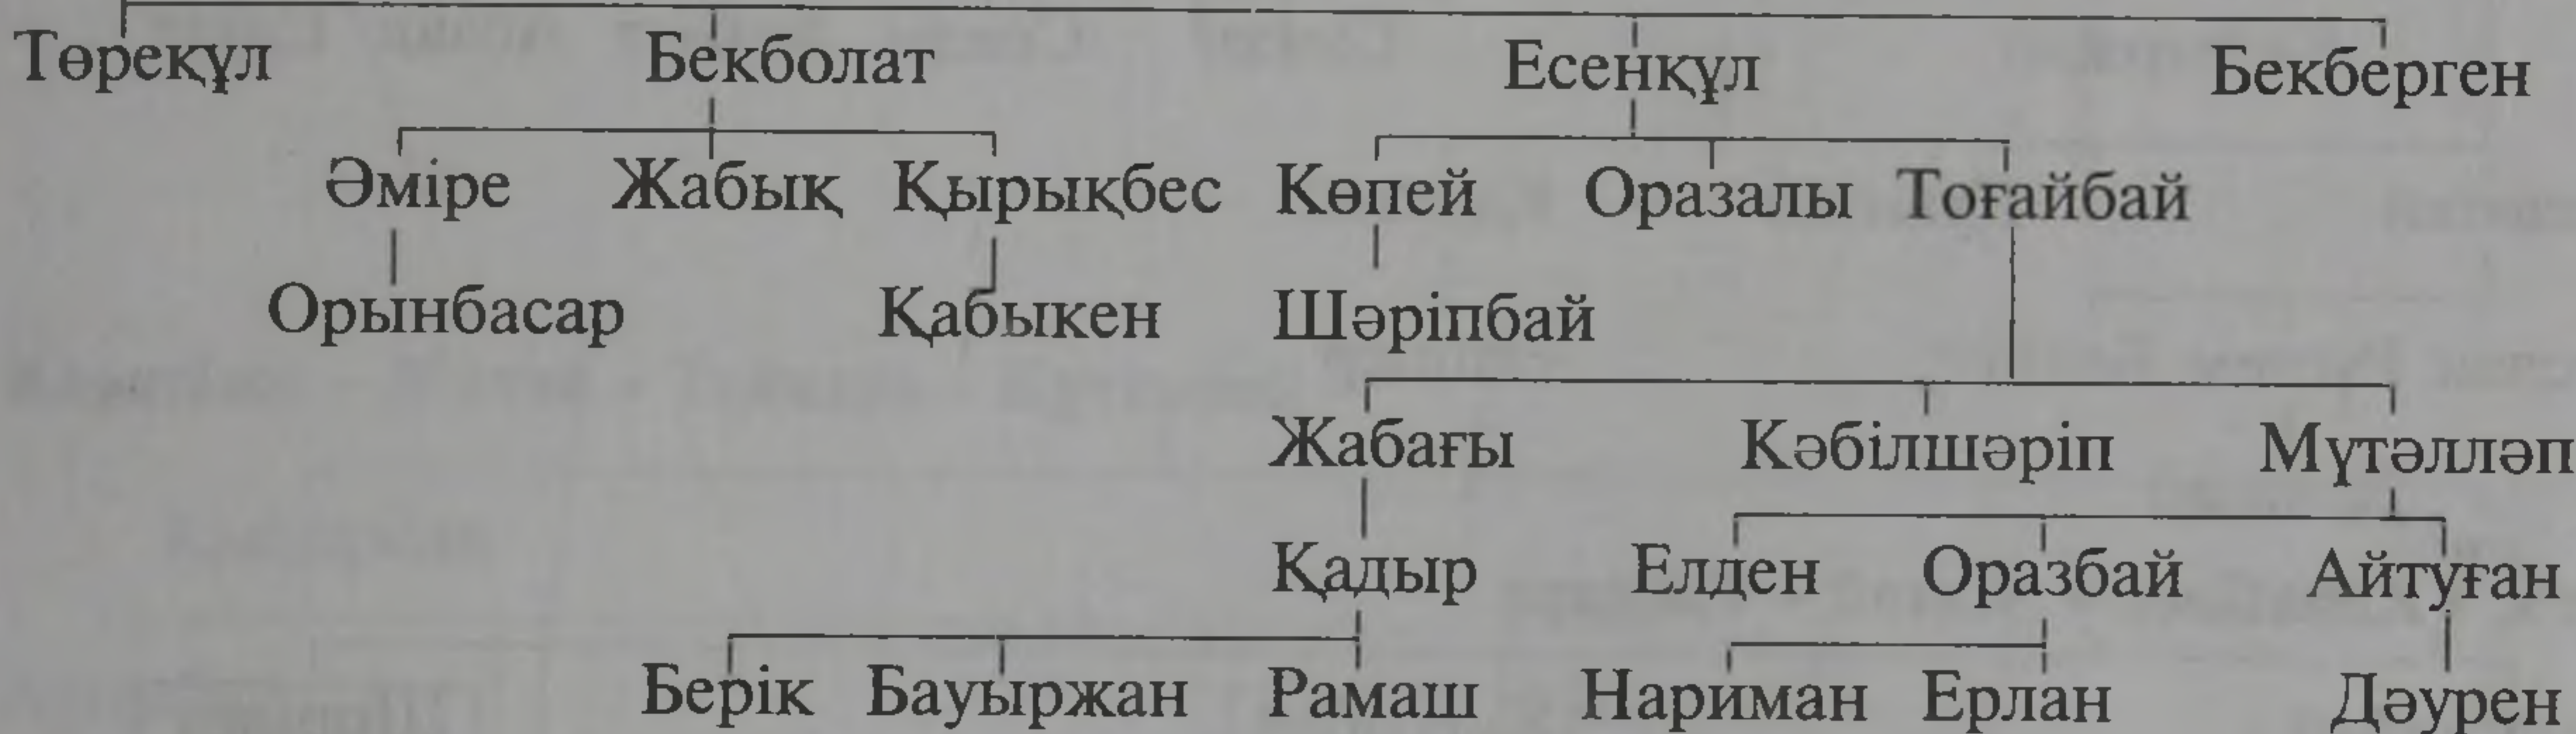 Төреқұл Бекболат Есенқұл Бекберген
Әміре Жабық Қырықбес Көпей Оразалы Тоғайбай
Орынбасар Қабыкен Шәріпбай
Жабағы Кәбілшәріп Мүтәлләп
Қадыр Елден Оразбай Айтуған
Берік Бауыржан Рамаш Нариман Ерлан Дәурен